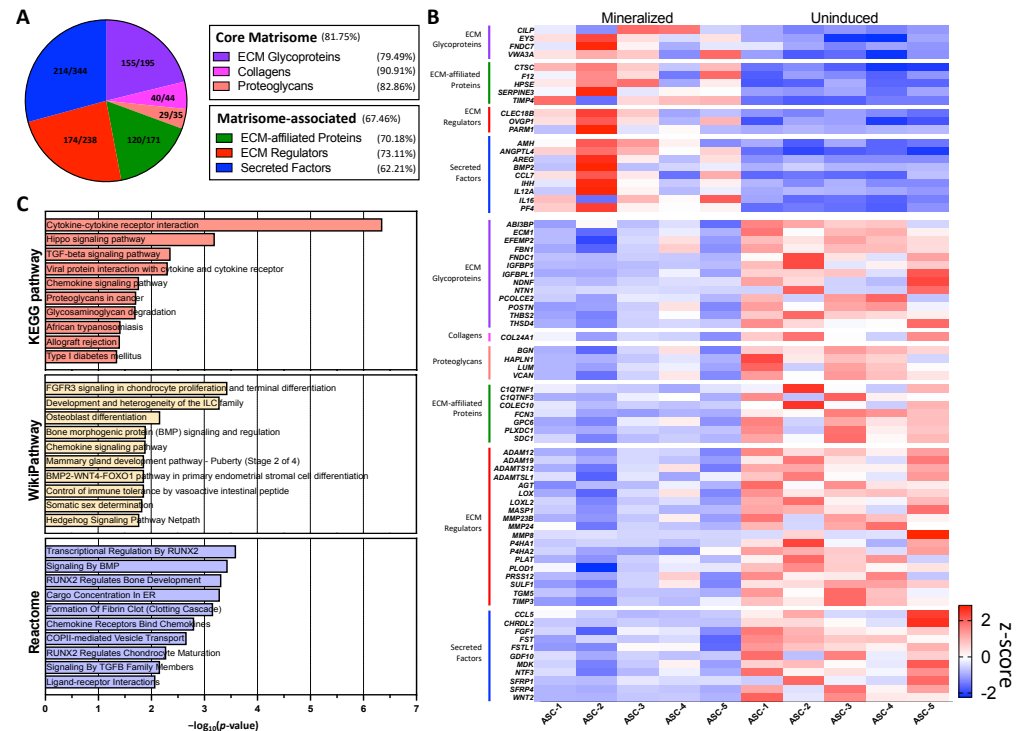 A
214/344
155/195
40/44
29/35
120/171
174/238
Core Matrisome (81.75%)
ECM Glycoproteins (79.49%)
Collagens (90.91%)
Proteoglycans (82.86%)
Matrisome-associated (67.46%)
ECM-affiliated Proteins (70.18%)
ECM Regulators (73.11%)
Secreted Factors (62.21%)
B
Mineralized Uninduced
ECM
Glycoproteins
CILP
EYS
FNDC7
VWA3A
ECM-affiliated
Proteins
CTSC
F12
HPSE
SERPINE3
TIMP4
ECM
Regulators
CLEC18B
OVGP1
PARM1
Secreted
Factors
AMH
ANGPTL4
AREG
BMP2
CCL7
IHH
IL12A
IL16
PF4
ECM
Glycoproteins
ABI3BP
ECM1
EFEMP2
FBN1
FNDC1
IGFBP5
IGFBPL1
NDNF
NTN1
PCOLCE2
POSTN
THBS2
THSD4
Collagens
COL24A1
Proteoglycans
BGN
HAPLN1
LUM
VCAN
ECM-affiliated
Proteins
C1QTNF1
C1QTNF3
COLEC10
FCN3
GPC6
PLXDC1
SDC1
ECM
Regulators
ADAM12
ADAM19
ADAMTS12
ADAMTSL1
AGT
LOX
LOXL2
MASP1
MMP23B
MMP24
MMP8
P4HA1
P4HA2
PLAT
PLOD1
PRSS12
SULF1
TGM5
TIMP3
Secreted
Factors
CCL5
CHRDL2
FGF1
FST
FSTL1
GDF10
MDK
NTF3
SFRP1
SFRP4
WNT2
ASC-1 ASC-2 ASC-3 ASC-4 ASC-5 ASC-1 ASC-2 ASC-3 ASC-4 ASC-5
2
0
-2
z-score
C
KEGG pathway
Cytokine-cytokine receptor interaction
Hippo signaling pathway
TGF-beta signaling pathway
Viral protein interaction with cytokine and cytokine receptor
Chemokine signaling pathway
Proteoglycans in cancer
Glycosaminoglycan degradation
African trypanosomiasis
Allograft rejection
Type I diabetes mellitus
WikiPathway
FGFR3 signaling in chondrocyte proliferation and terminal differentiation
Development and heterogeneity of the ILC family
Osteoblast differentiation
Bone morphogenic protein (BMP) signaling and regulation
Chemokine signaling pathway
Mammary gland development pathway - Puberty (Stage 2 of 4)
BMP2-WNT4-FOXO1 pathway in primary endometrial stromal cell differentiation
Control of immune tolerance by vasoactive intestinal peptide
Somatic sex determination
Hedgehog Signaling Pathway Netpath
Reactome
Transcriptional Regulation By RUNX2
Signaling By BMP
RUNX2 Regulates Bone Development
Cargo Concentration In ER
Formation Of Fibrin Clot (Clotting Cascade)
Chemokine Receptors Bind Chemokines
COPII-mediated Vesicle Transport
RUNX2 Regulates Chondrocyte Maturation
Signaling By TGFB Family Members
Ligand-receptor Interactions
0 1 2 3 4 5 6 7
−log10(p-value)